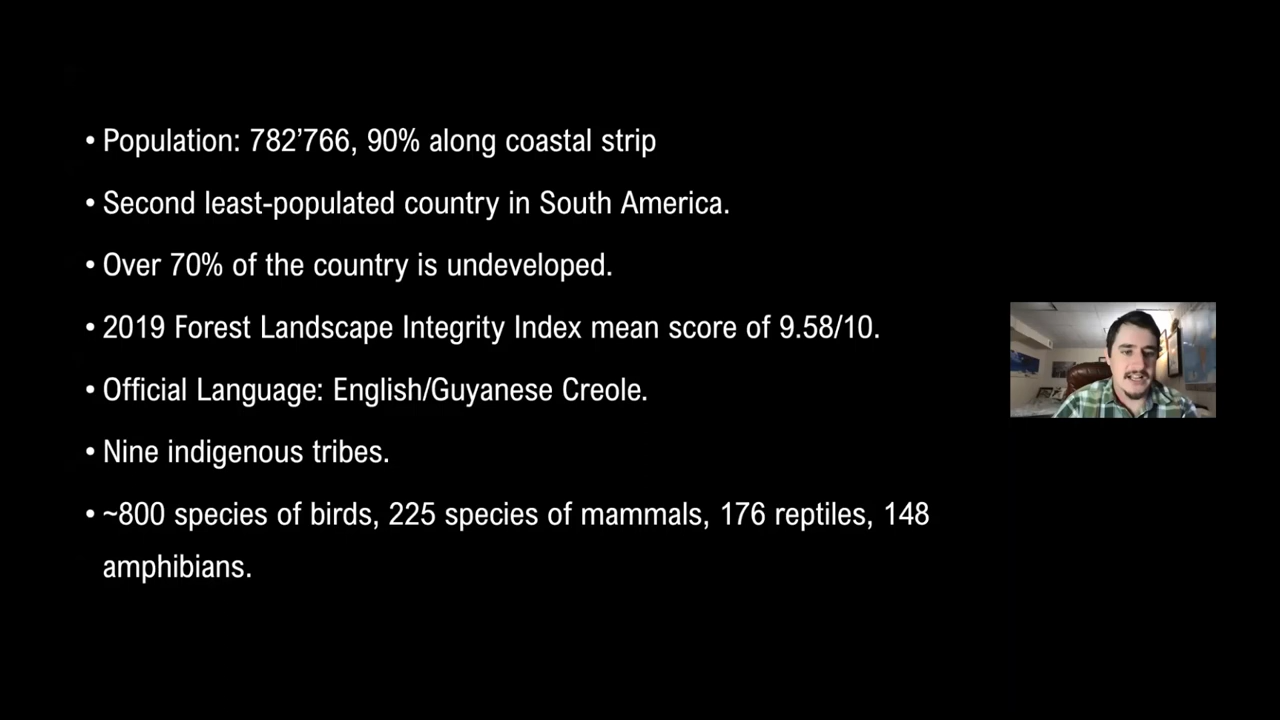 • Population: 782’766, 90% along coastal strip
• Second least-populated country in South America.
• Over 70% of the country is undeveloped.
• 2019 Forest Landscape Integrity Index mean score of 9.58/10.
• Official Language: English/Guyanese Creole.
• Nine indigenous tribes.
• ~800 species of birds, 225 species of mammals, 176 reptiles, 148
amphibians.